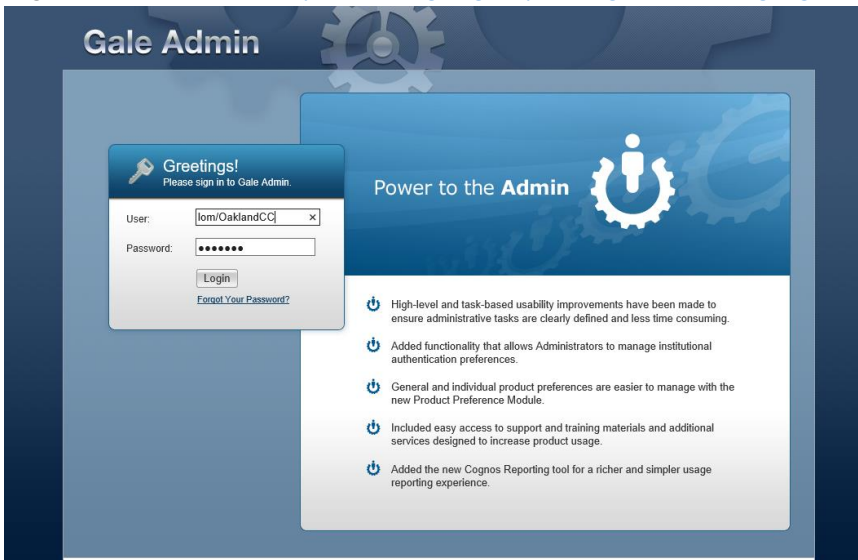 Gale Admin
Greetings!
Please sign in to Gale Admin.
User: lom/OaklandCC ×
Password: •••••••
Login
Forgot Your Password?
Power to the Admin
High-level and task-based usability improvements have been made to
ensure administrative tasks are clearly defined and less time consuming.
Added functionality that allows Administrators to manage institutional
authentication preferences.
General and individual product preferences are easier to manage with the
new Product Preference Module.
Included easy access to support and training materials and additional
services designed to increase product usage.
Added the new Cognos Reporting tool for a richer and simpler usage
reporting experience.